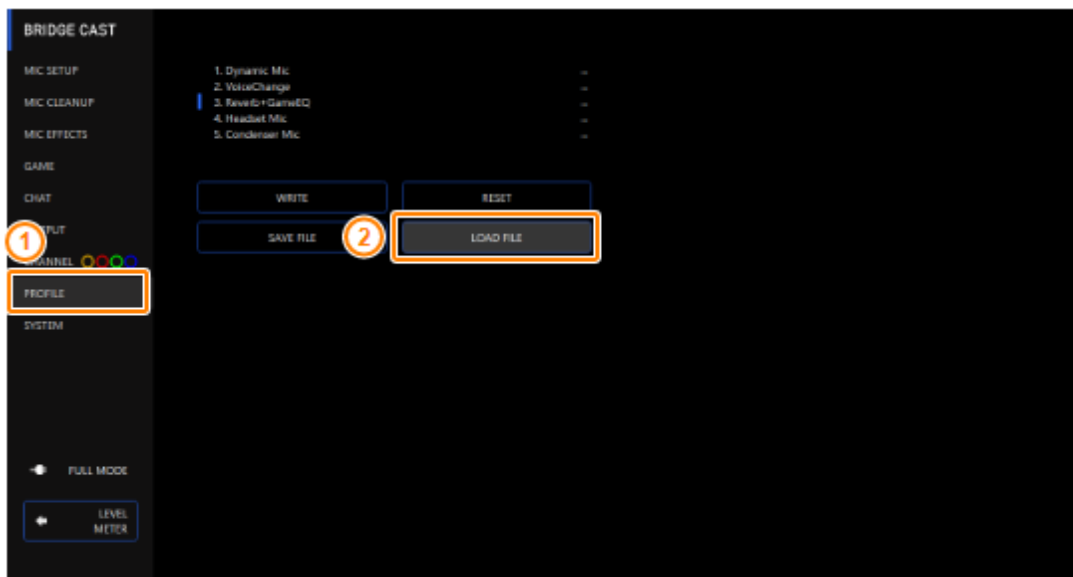 BRIDGE CAST
MIC SETUP
MIC CLEANUP
MIC EFFECTS
GAME
CHAT
PUT
CHANNEL
PROFILE
SYSTEM
FULL MODE
LEVEL
METER
1. Dynamic Mic
2. VoiceChange
3. Reverb+GameEQ
4. Headset Mic
5. Condenser Mic
WRITE
RESET
SAVE FILE
LOAD FILE
1
2